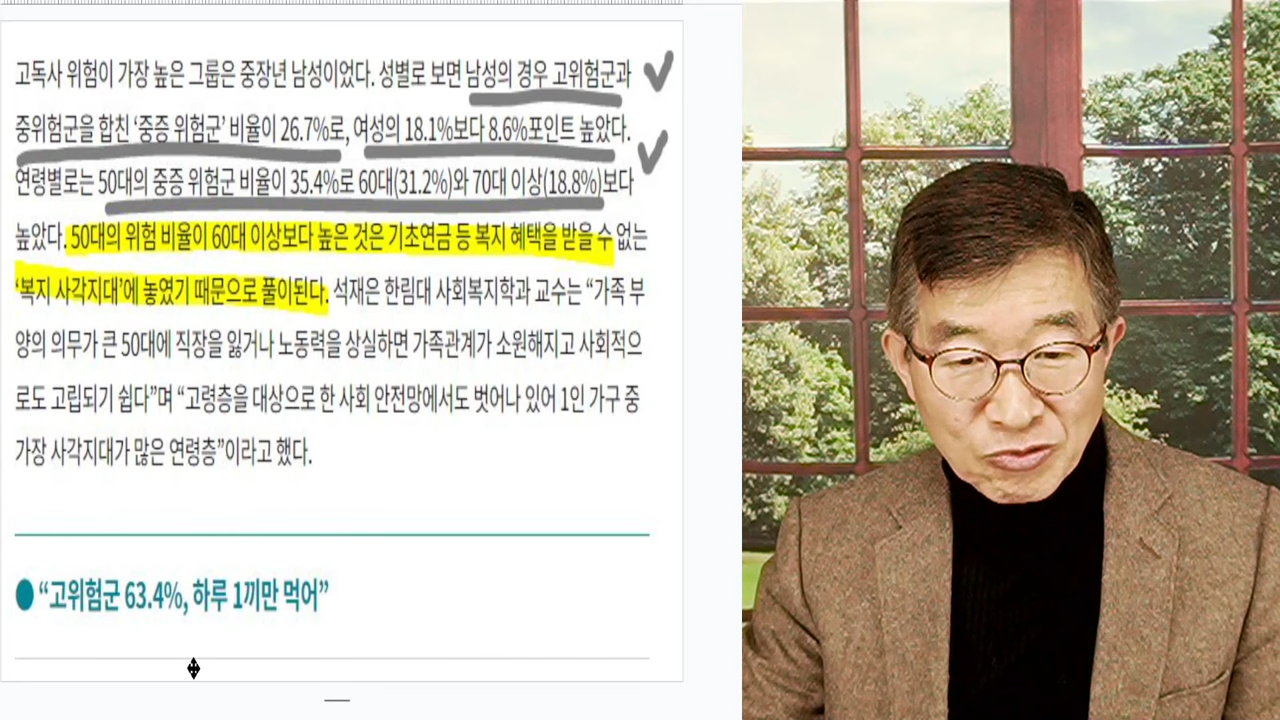 고독사 위험이 가장 높은 그룹은 중장년 남성이었다. 성별로 보면 남성의 경우 고위험군과
중위험군을 합친 ‘중증 위험군’ 비율이 26.7%로, 여성의 18.1%보다 8.6%포인트 높았다.
연령별로는 50대의 중증 위험군 비율이 35.4%로 60대(31.2%)와 70대 이상(18.8%)보다
높았다. 50대의 위험 비율이 60대 이상보다 높은 것은 기초연금 등 복지 혜택을 받을 수 없는
‘복지 사각지대’에 놓였기 때문으로 풀이된다. 석재은 한림대 사회복지학과 교수는 “가족 부
양의 의무가 큰 50대에 직장을 잃거나 노동력을 상실하면 가족관계가 소원해지고 사회적으
로도 고립되기 쉽다”며 “고령층을 대상으로 한 사회 안전망에서도 벗어나 있어 1인 가구 중
가장 사각지대가 많은 연령층”이라고 했다.
● “고위험군 63.4%, 하루 1끼만 먹어”